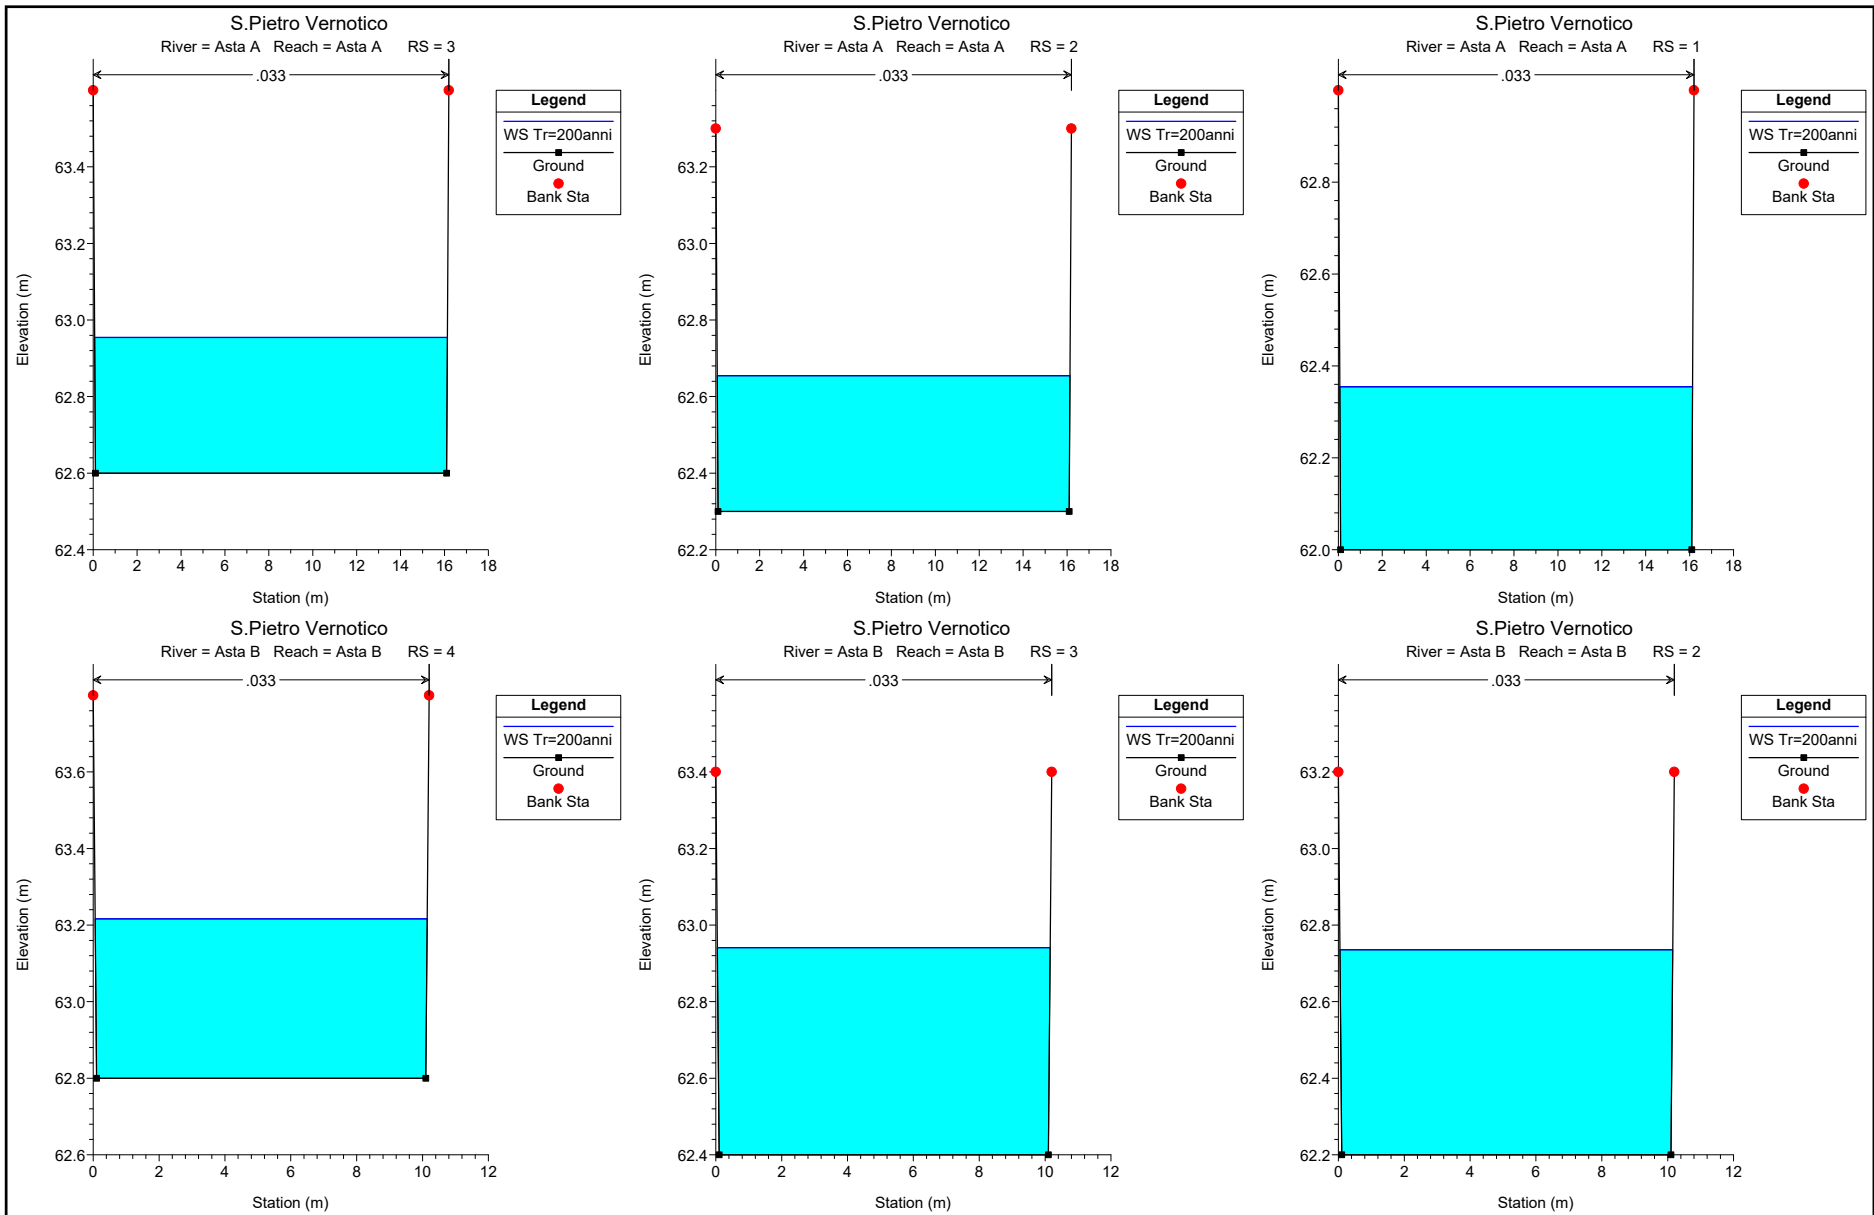 S.Pietro Vernotico
River = Asta A Reach = Asta A RS = 3
.033
Legend
WS Tr=200anni
Ground
Bank Sta
63.4
63.2
63.0
62.8
62.6
62.4
0 2 4 6 8 10 12 14 16 18
Elevation (m)
Station (m)
S.Pietro Vernotico
River = Asta A Reach = Asta A RS = 2
.033
Legend
WS Tr=200anni
Ground
Bank Sta
63.2
63.0
62.8
62.6
62.4
62.2
0 2 4 6 8 10 12 14 16 18
Elevation (m)
Station (m)
S.Pietro Vernotico
River = Asta A Reach = Asta A RS = 1
.033
Legend
WS Tr=200anni
Ground
Bank Sta
62.8
62.6
62.4
62.2
62.0
0 2 4 6 8 10 12 14 16 18
Elevation (m)
Station (m)
S.Pietro Vernotico
River = Asta B Reach = Asta B RS = 4
.033
Legend
WS Tr=200anni
Ground
Bank Sta
63.6
63.4
63.2
63.0
62.8
62.6
0 2 4 6 8 10 12
Elevation (m)
Station (m)
S.Pietro Vernotico
River = Asta B Reach = Asta B RS = 3
.033
Legend
WS Tr=200anni
Ground
Bank Sta
63.4
63.2
63.0
62.8
62.6
62.4
0 2 4 6 8 10 12
Elevation (m)
Station (m)
S.Pietro Vernotico
River = Asta B Reach = Asta B RS = 2
.033
Legend
WS Tr=200anni
Ground
Bank Sta
63.2
63.0
62.8
62.6
62.4
62.2
0 2 4 6 8 10 12
Elevation (m)
Station (m)